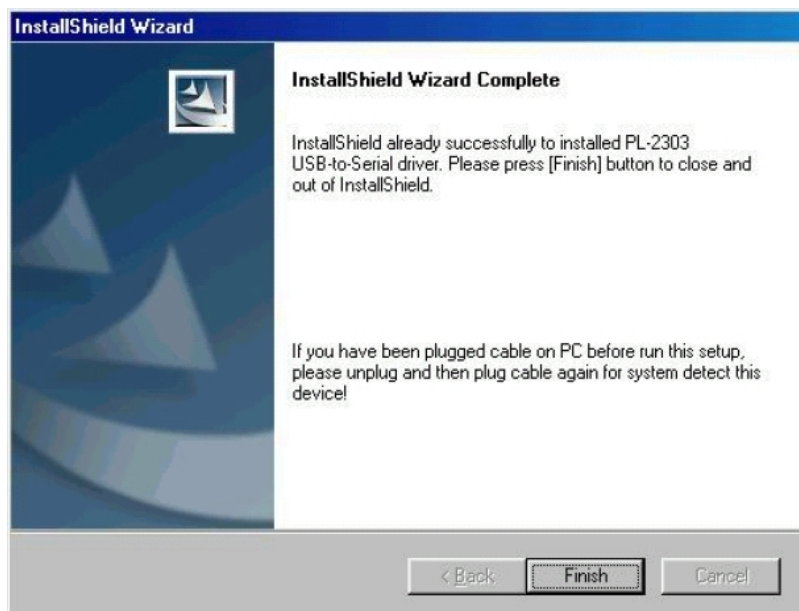 InstallShield Wizard
InstallShield Wizard Complete
InstallShield already successfully to installed PL-2303
USB-to-Serial driver. Please press [Finish] button to close and
out of InstallShield.
If you have been plugged cable on PC before run this setup,
please unplug and then plug cable again for system detect this
device!
< Back Finish Cancel